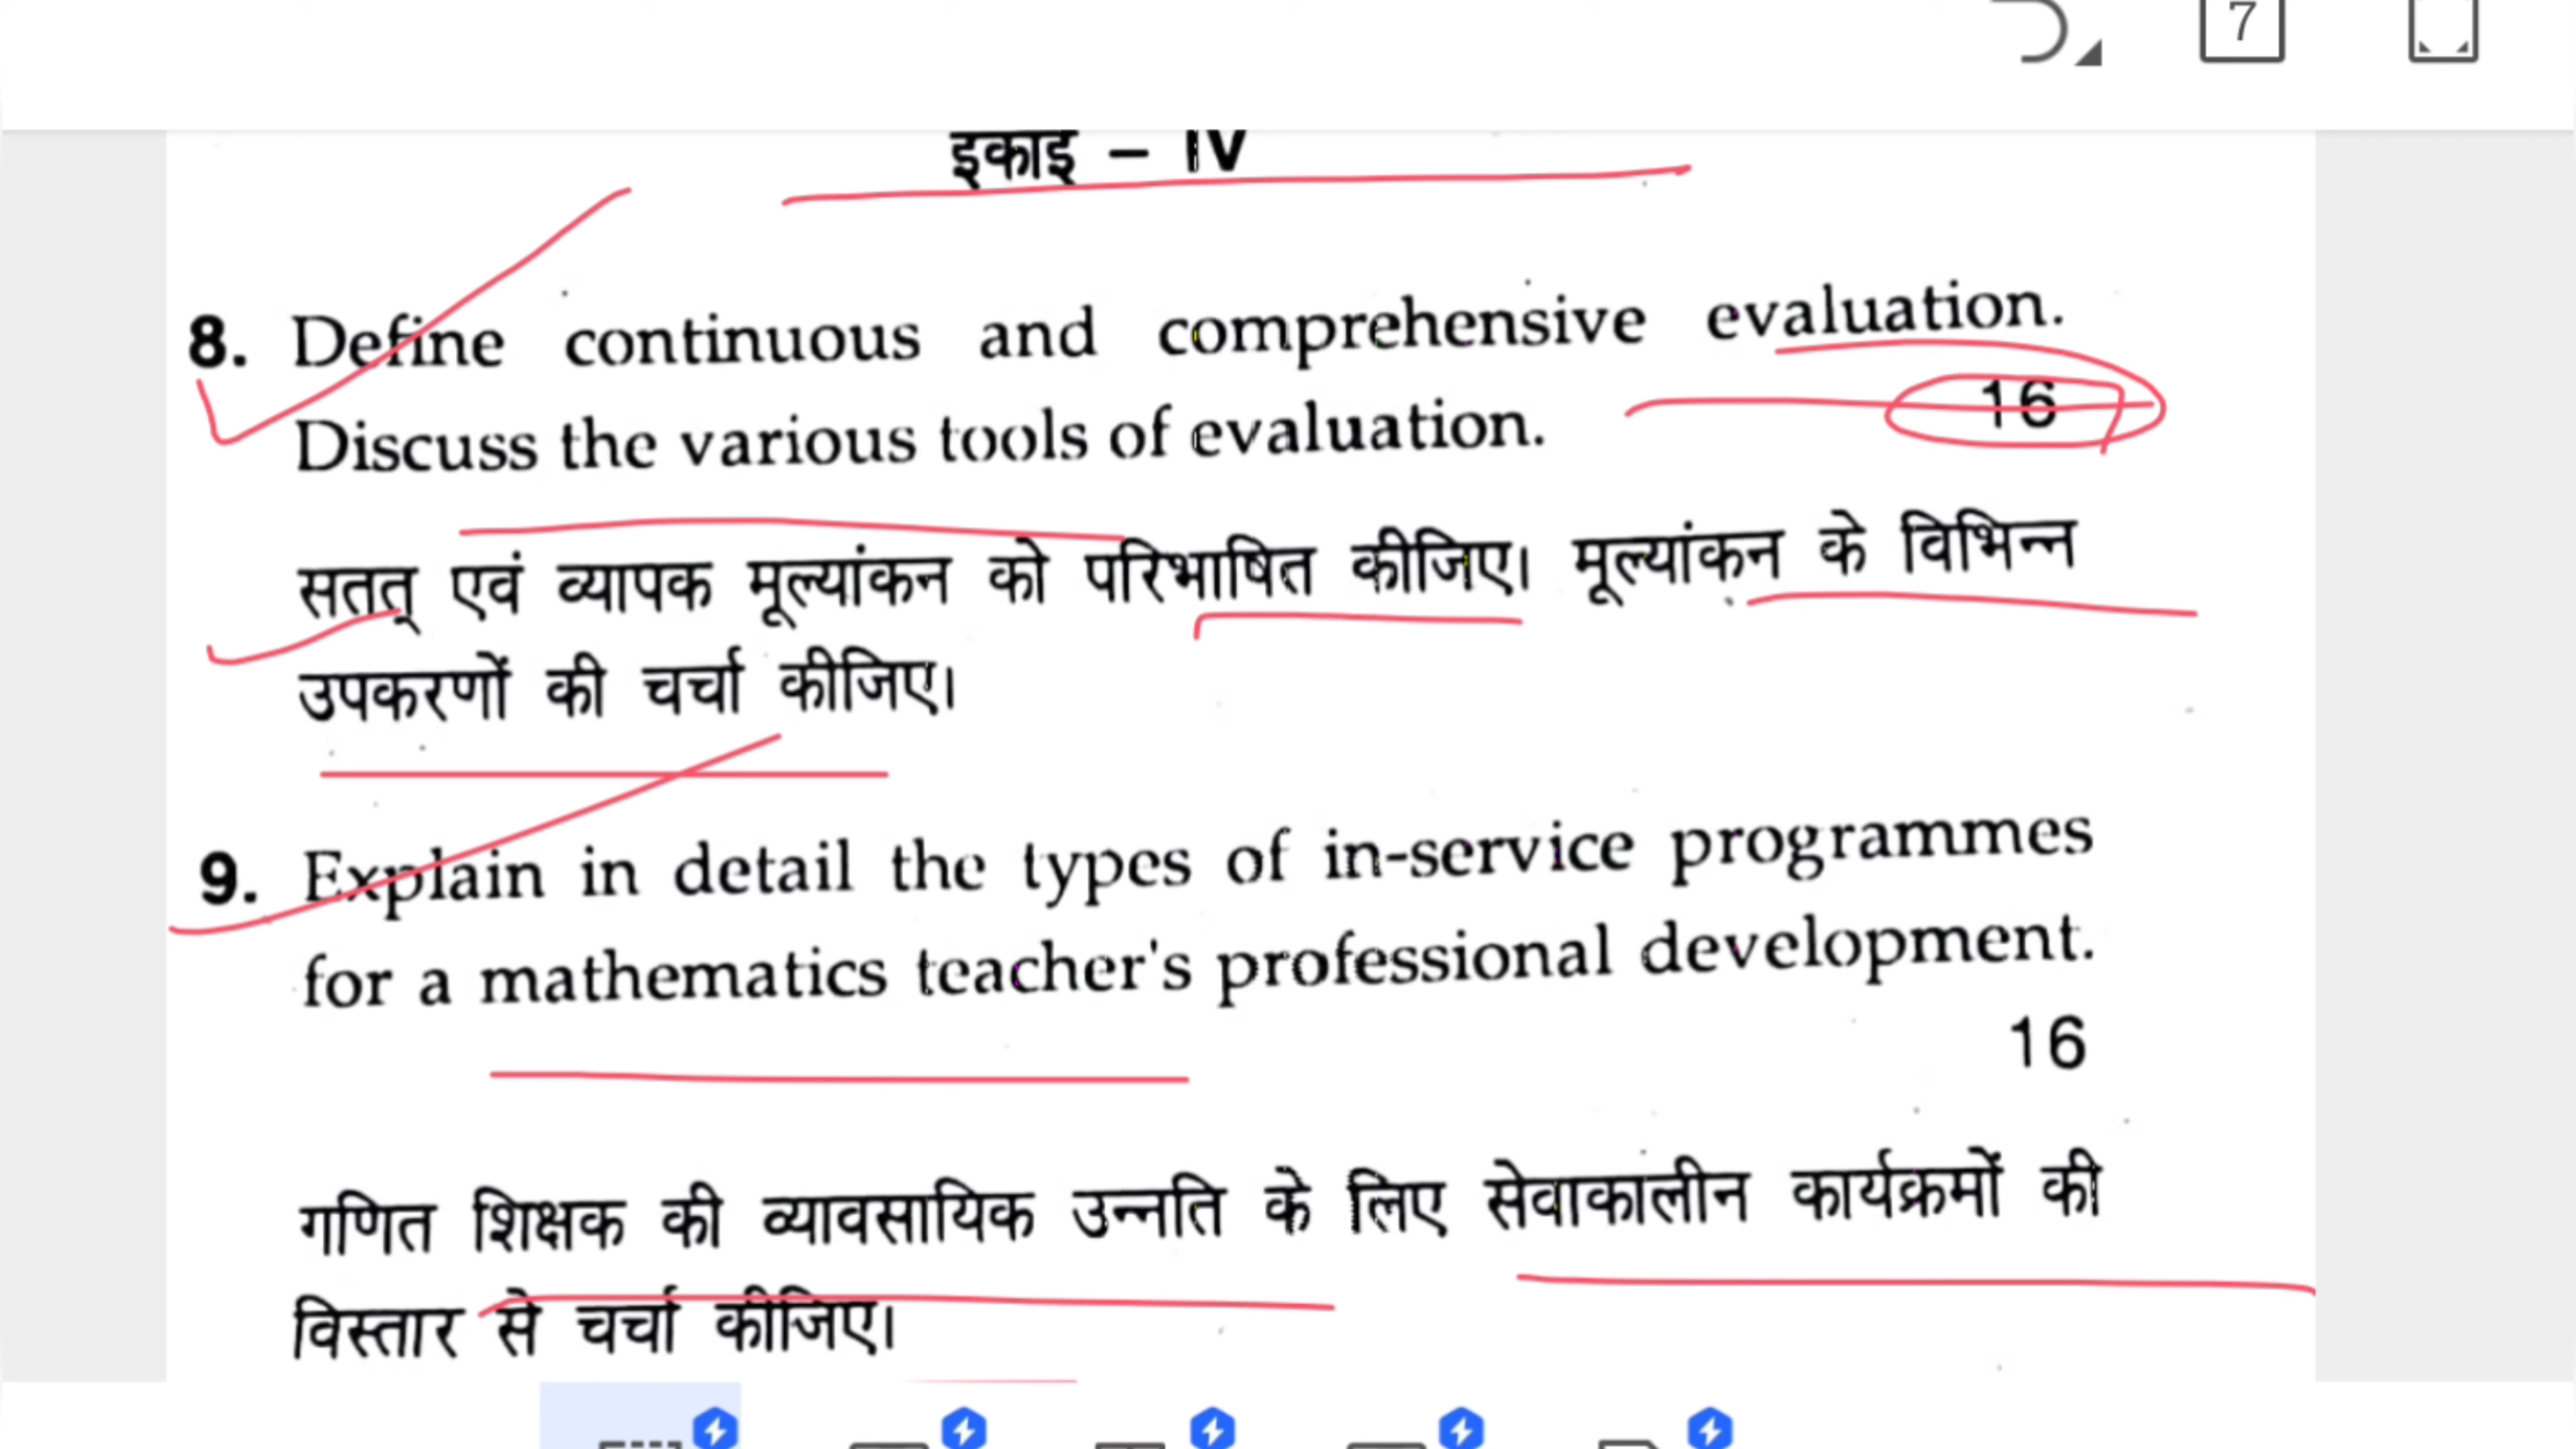 7
इकाई – IV
8. Define continuous and comprehensive evaluation.
Discuss the various tools of evaluation. 16
सतत् एवं व्यापक मूल्यांकन को परिभाषित कीजिए। मूल्यांकन के विभिन्न
उपकरणों की चर्चा कीजिए।
9. Explain in detail the types of in-service programmes
for a mathematics teacher's professional development.
16
गणित शिक्षक की व्यावसायिक उन्नति के लिए सेवाकालीन कार्यक्रमों की
विस्तार से चर्चा कीजिए।